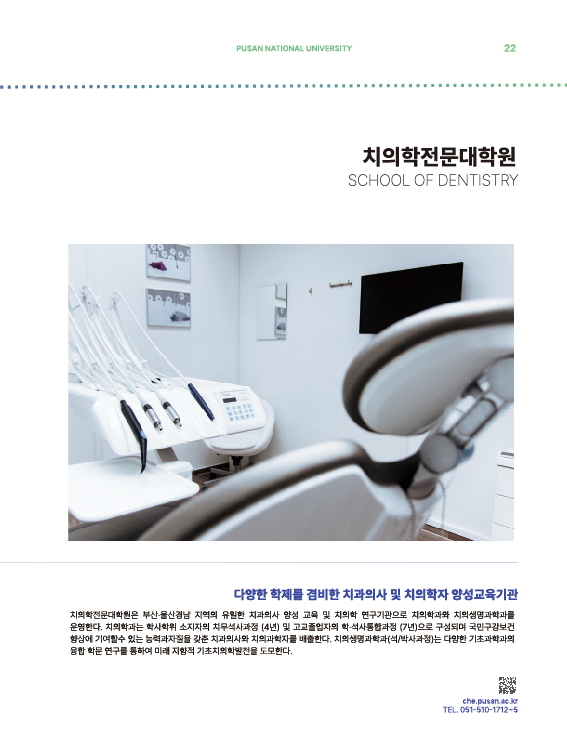 PUSAN NATIONAL UNIVERSITY
22
치의학전문대학원
SCHOOL OF DENTISTRY
다양한 학제를 겸비한 치과의사 및 치의학자 양성교육기관
치의학전문대학원은 부산·울산경남 지역의 유일한 치과의사 양성 교육 및 치의학 연구기관으로 치의학과와 치의생명과학과를
운영한다. 치의학과는 학사학위 소지자의 치무석사과정 (4년) 및 고교졸업자의 학·석사통합과정 (7년)으로 구성되며 국민구강보건
향상에 기여할수 있는 능력과자질을 갖춘 치과의사와 치의과학자를 배출한다. 치의생명과학과(석/박사과정)는 다양한 기초과학과의
융합 학문 연구를 통하여 미래 지향적 기초치의학발전을 도모한다.
che.pusan.ac.kr
TEL. 051-510-1712~5